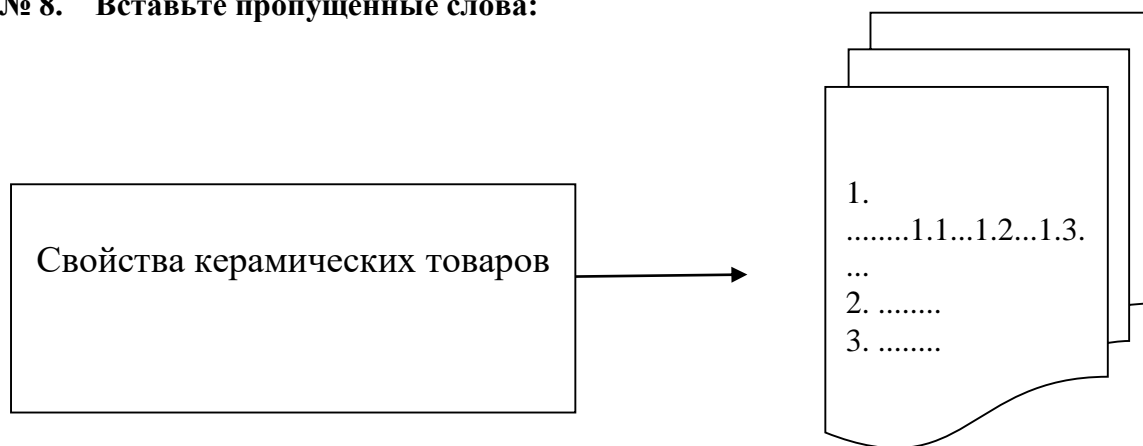 № 8. Вставьте пропущенные слова:
Свойства керамических товаров
1.
........1.1...1.2...1.3.
...
2. ........
3. ........